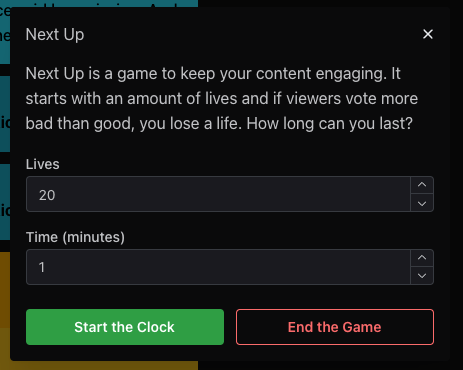 Next Up
Next Up is a game to keep your content engaging. It
starts with an amount of lives and if viewers vote more
bad than good, you lose a life. How long can you last?
Lives
20
Time (minutes)
1
Start the Clock
End the Game